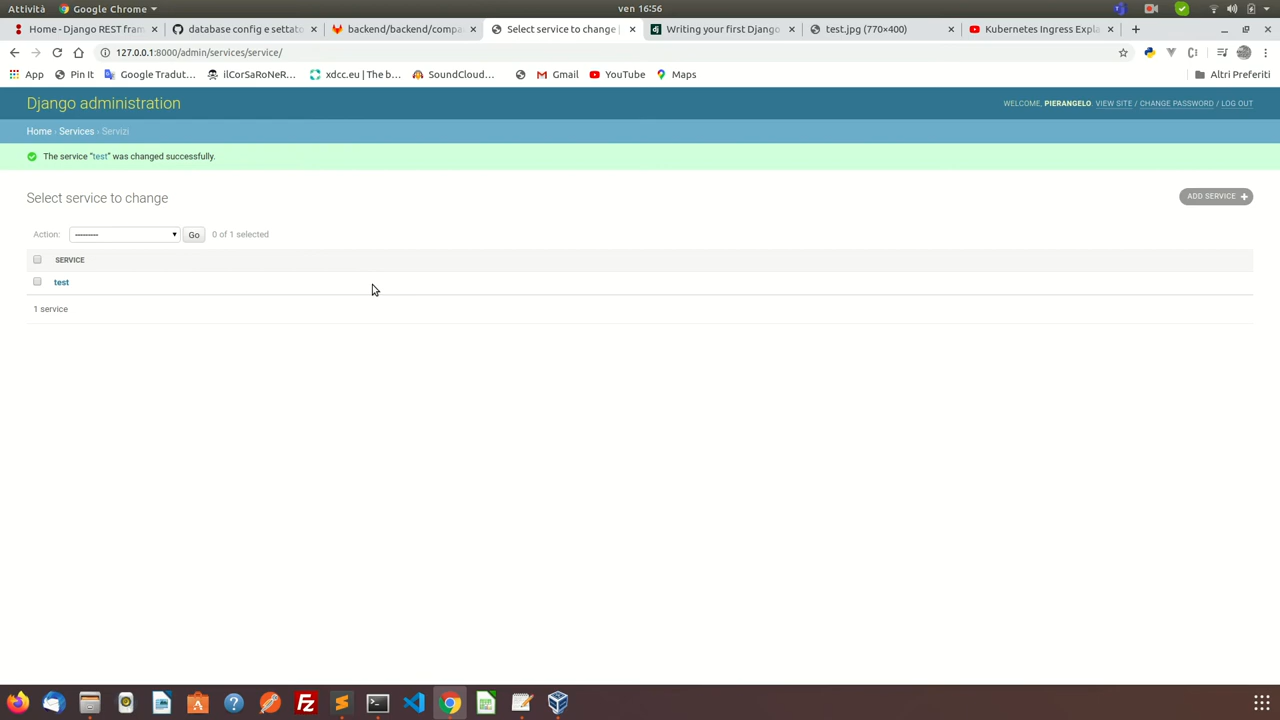 Attività
Google Chrome
ven 16:56
Home - Django REST fram
database config e settato
backend/backend/compa
Select service to change |
Writing your first Django
test.jpg (770×400)
Kubernetes Ingress Expla
127.0.0.1:8000/admin/services/service/
App
Pin It
Google Tradut...
ilCorSaRoNeR...
xdcc.eu | The b...
SoundCloud...
Gmail
YouTube
Maps
Altri Preferiti
Django administration
WELCOME, PIERANGELO. VIEW SITE / CHANGE PASSWORD / LOG OUT
Home › Services › Servizi
The service "test" was changed successfully.
Select service to change
ADD SERVICE +
Action: --------- Go 0 of 1 selected
SERVICE
test
1 service